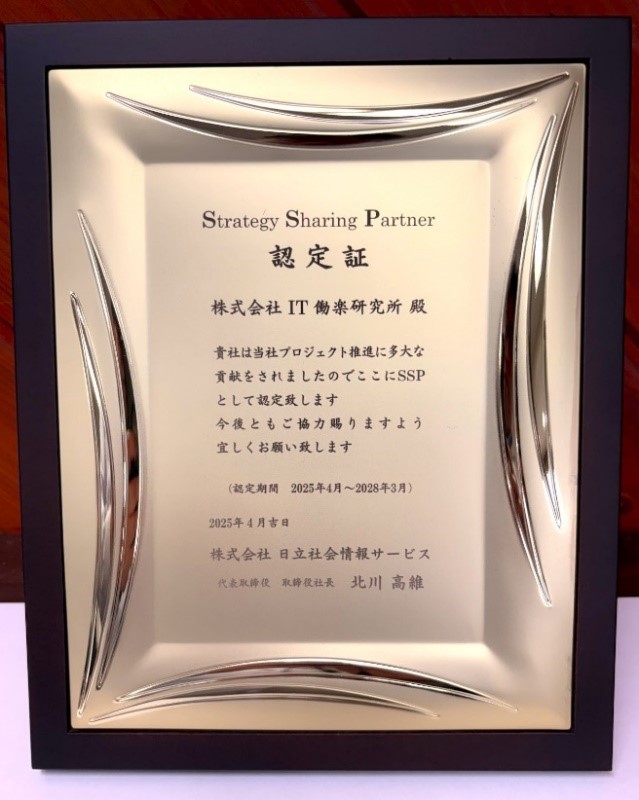 Strategy Sharing Partner
認定証
株式会社 IT 働楽研究所 殿
貴社は当社プロジェクト推進に多大な
貢献をされましたのでここにSSP
として認定致します
今後ともご協力賜りますよう
宜しくお願い致します
（認定期間　2025年4月～2028年3月）
2025年４月吉日
株式会社 日立社会情報サービス
代表取締役　取締役社長　北川 高維